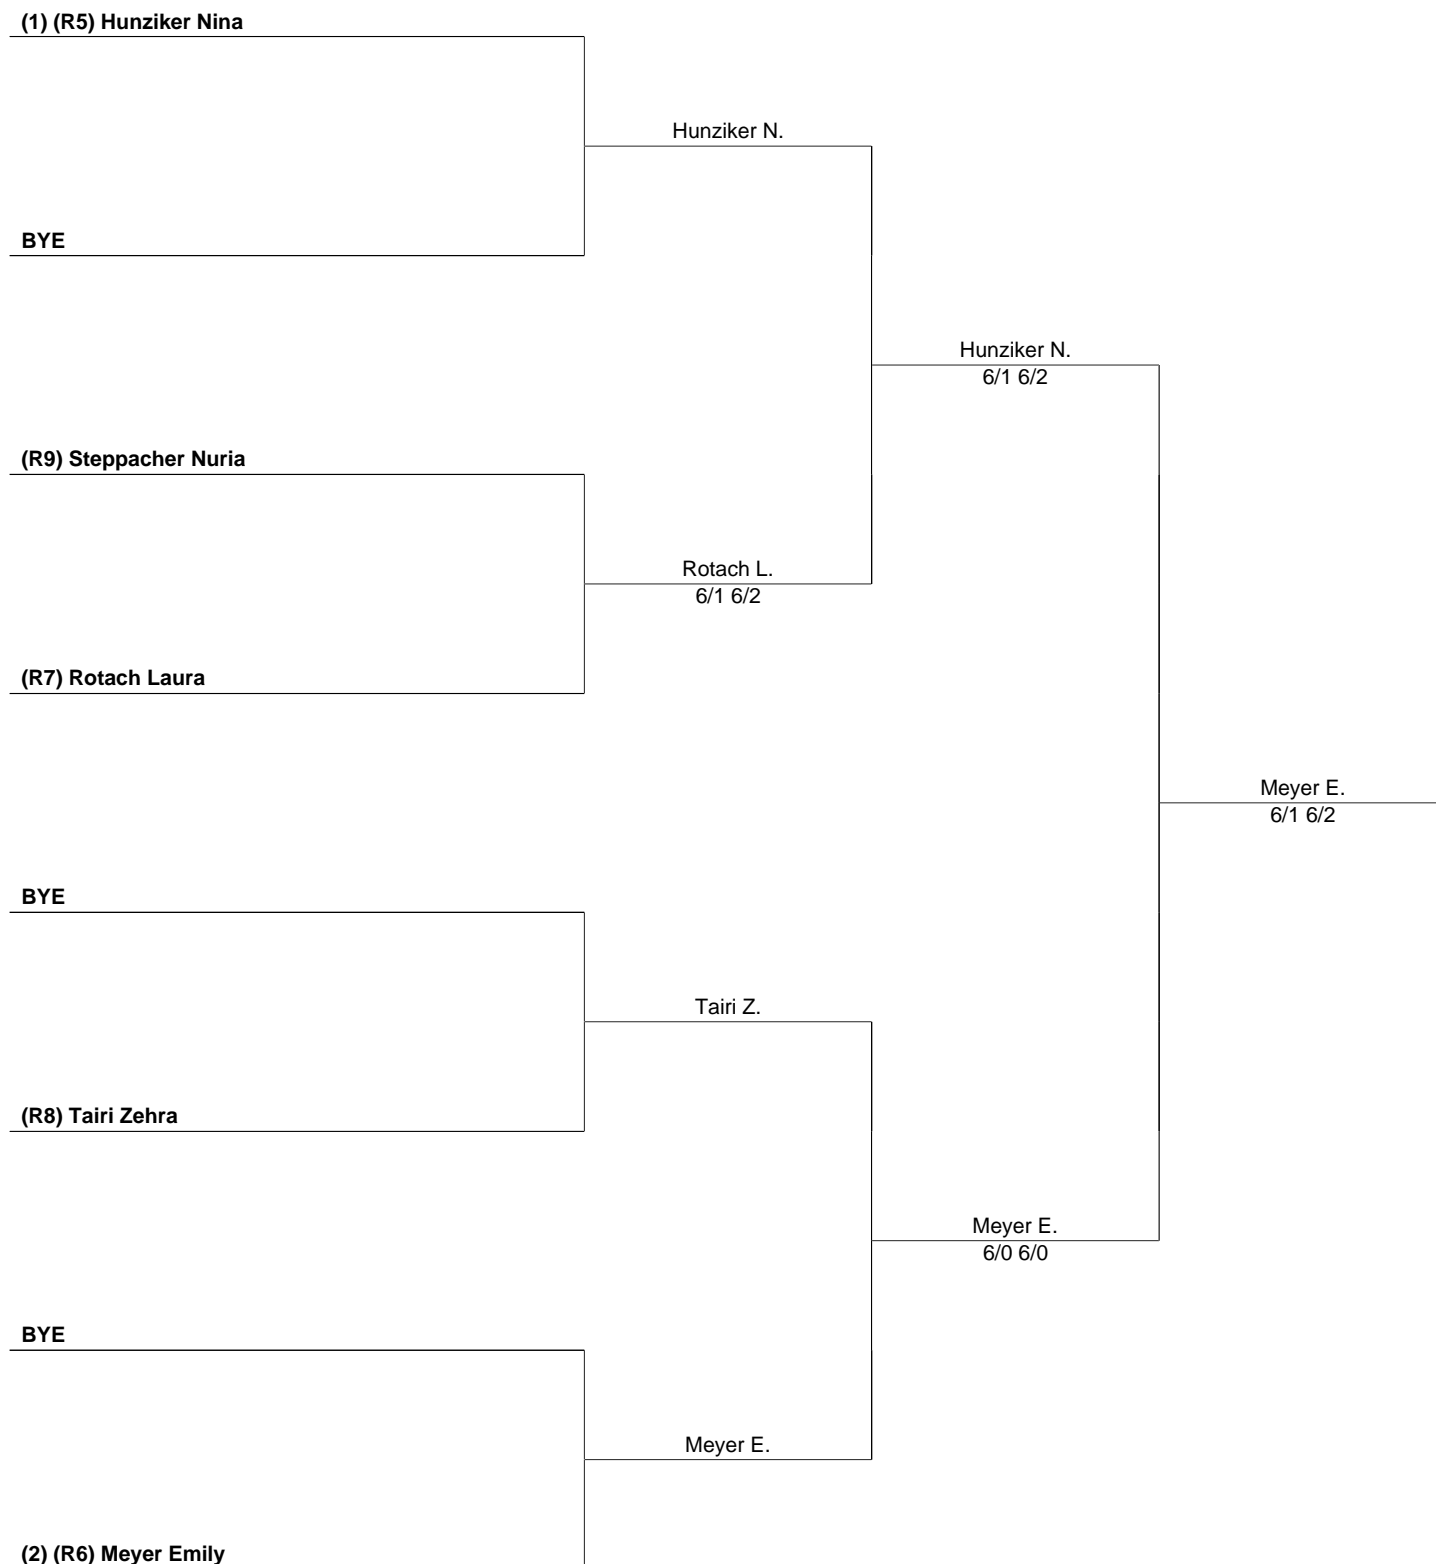 (1) (R5) Hunziker Nina
Hunziker N.
BYE
Hunziker N.
6/1 6/2
(R9) Steppacher Nuria
Rotach L.
6/1 6/2
(R7) Rotach Laura
Meyer E.
6/1 6/2
BYE
Tairi Z.
(R8) Tairi Zehra
Meyer E.
6/0 6/0
BYE
Meyer E.
(2) (R6) Meyer Emily